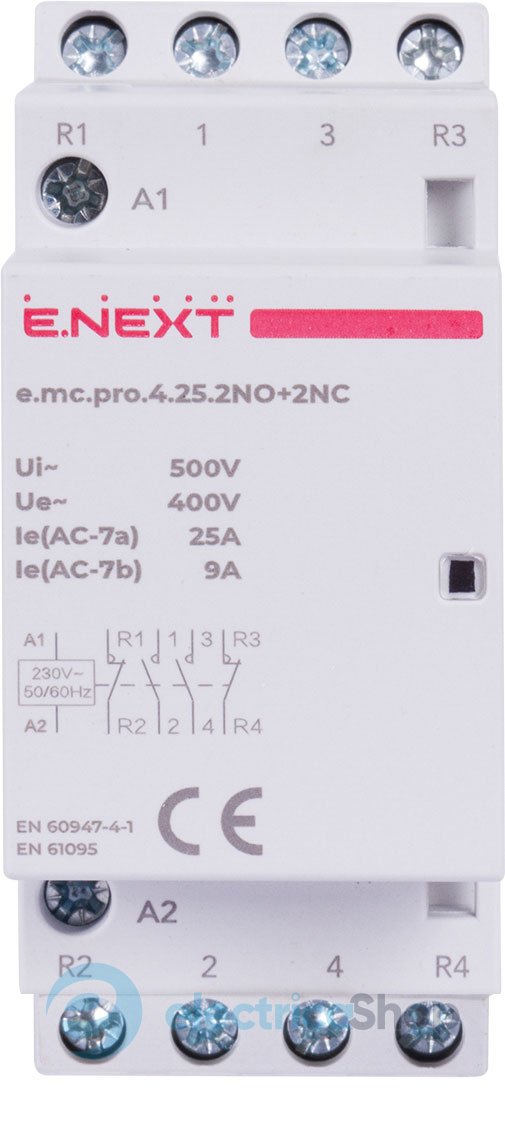 R1 1 3 R3
A1
E.NEXT
e.mc.pro.4.25.2NO+2NC
Ui~ 500V
Ue~ 400V
Ie(AC-7a) 25A
Ie(AC-7b) 9A
A1 R1 1 3 R3
230V~
50/60Hz
A2 R2 2 4 R4
CE
EN 60947-4-1
EN 61095
A2
R2 2 4 R4
electricaShop